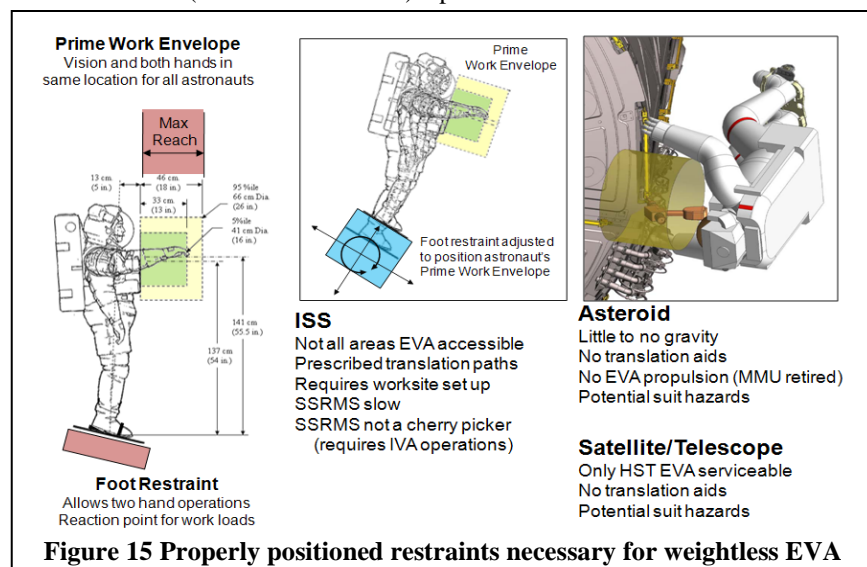 Prime Work Envelope
Vision and both hands in
same location for all astronauts
Max
Reach
13 cm
(5 in.)
46 cm
(18 in.)
33 cm
(13 in.)
95 %ile
66 cm Dia.
(26 in.)
5%ile
41 cm Dia.
(16 in.)
141 cm
(55.5 in.)
137 cm
(54 in.)
Foot Restraint
Allows two hand operations
Reaction point for work loads
Prime
Work Envelope
Foot restraint adjusted
to position astronaut's
Prime Work Envelope
ISS
Not all areas EVA accessible
Prescribed translation paths
Requires worksite set up
SSRMS slow
SSRMS not a cherry picker
(requires IVA operations)
Asteroid
Little to no gravity
No translation aids
No EVA propulsion (MMU retired)
Potential suit hazards
Satellite/Telescope
Only HST EVA serviceable
No translation aids
Potential suit hazards
Figure 15 Properly positioned restraints necessary for weightless EVA